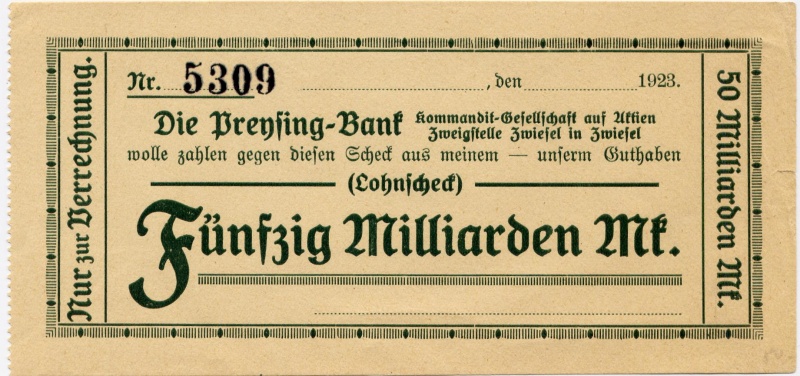 Nur zur Verrechnung.
Nr. 5309 , den 1923.
Die Preysing-Bank Kommandit-Gesellschaft auf Aktien
Zweigstelle Zwiesel in Zwiesel
wolle zahlen gegen diesen Scheck aus meinem — unserm Guthaben
(Lohnscheck)
Fünfzig Milliarden Mk.
50 Milliarden Mk.